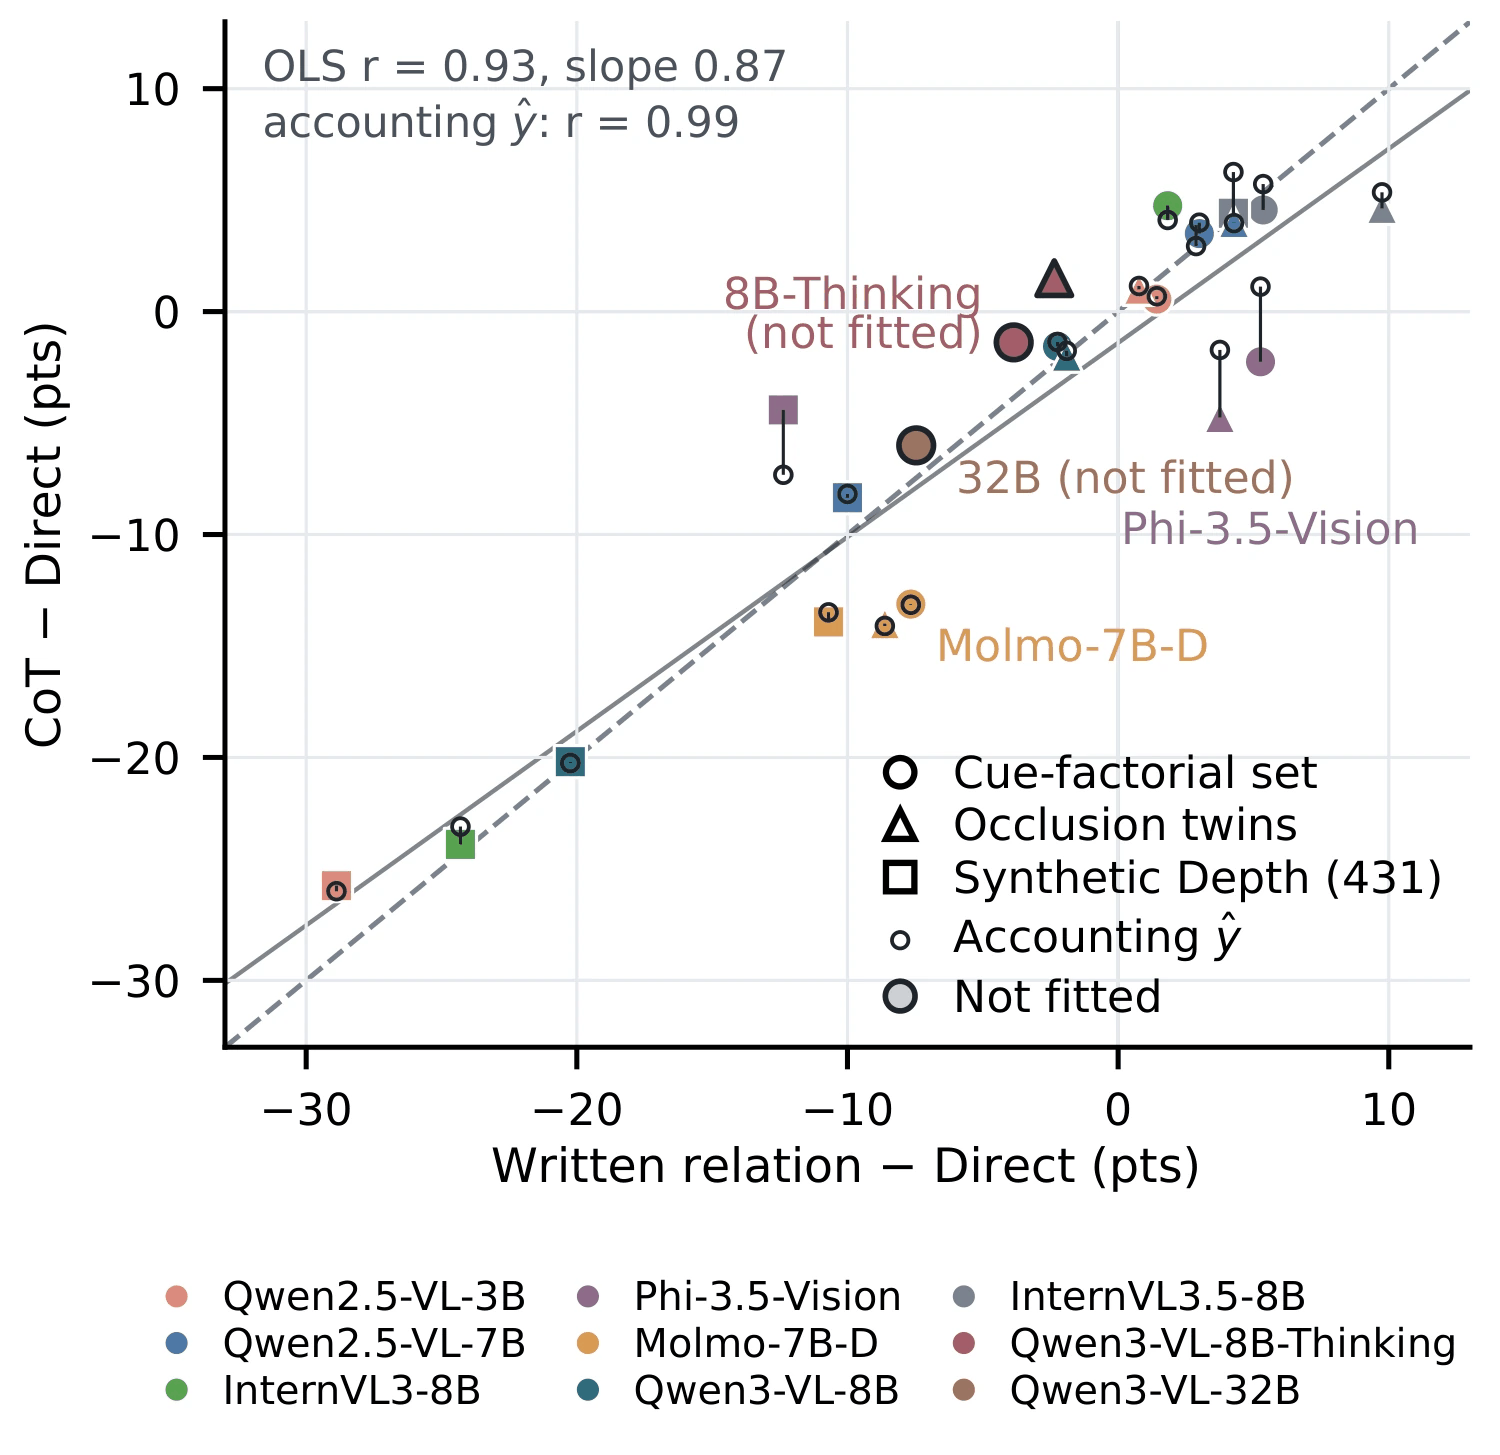 OLS r = 0.93, slope 0.87
accounting ŷ: r = 0.99
10
0
−10
−20
−30
CoT − Direct (pts)
8B-Thinking
(not fitted)
32B (not fitted)
Phi-3.5-Vision
Molmo-7B-D
Cue-factorial set
Occlusion twins
Synthetic Depth (431)
Accounting ŷ
Not fitted
−30 −20 −10 0 10
Written relation − Direct (pts)
Qwen2.5-VL-3B Phi-3.5-Vision InternVL3.5-8B
Qwen2.5-VL-7B Molmo-7B-D Qwen3-VL-8B-Thinking
InternVL3-8B Qwen3-VL-8B Qwen3-VL-32B